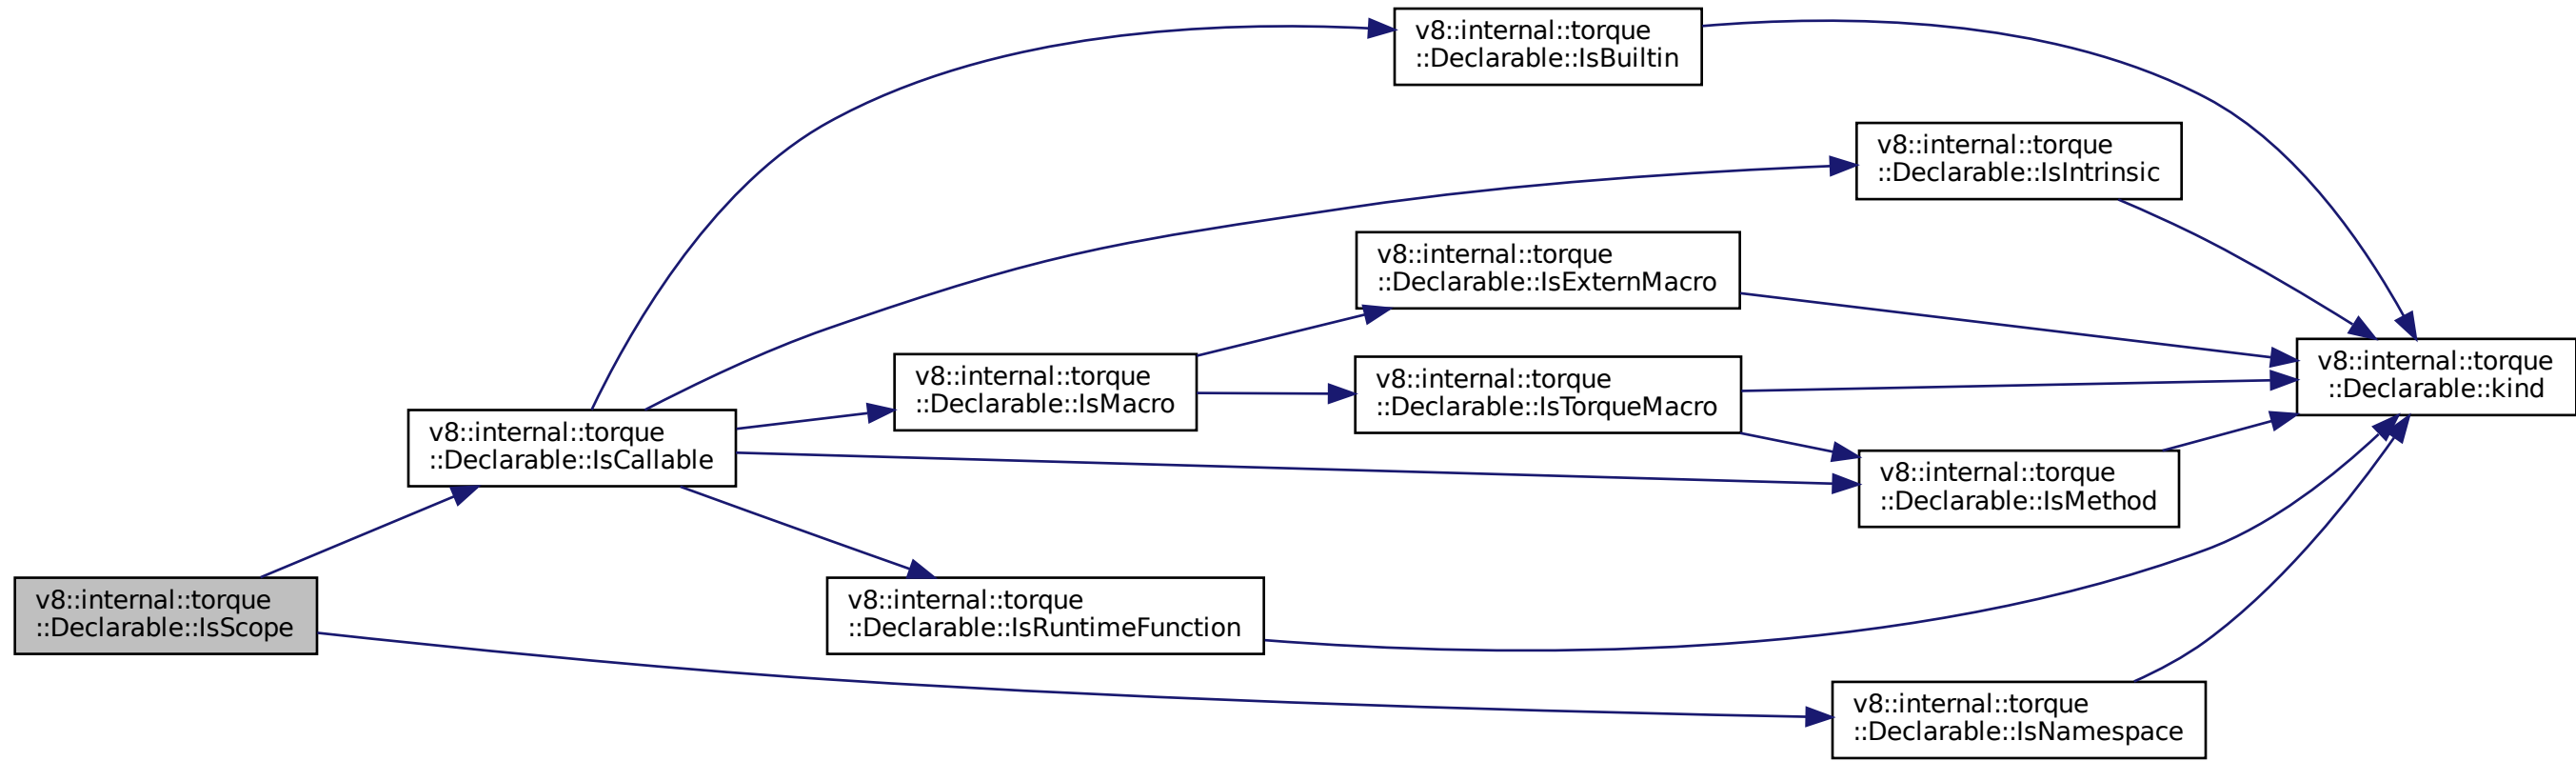 v8::internal::torque
::Declarable::IsBuiltin
v8::internal::torque
::Declarable::IsIntrinsic
v8::internal::torque
::Declarable::IsExternMacro
v8::internal::torque
::Declarable::kind
v8::internal::torque
::Declarable::IsMacro
v8::internal::torque
::Declarable::IsTorqueMacro
v8::internal::torque
::Declarable::IsCallable
v8::internal::torque
::Declarable::IsMethod
v8::internal::torque
::Declarable::IsScope
v8::internal::torque
::Declarable::IsRuntimeFunction
v8::internal::torque
::Declarable::IsNamespace